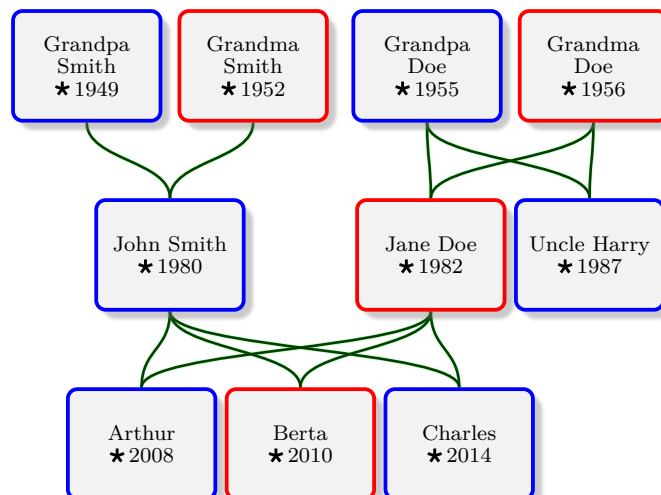 Grandpa
Smith
★1949
Grandma
Smith
★1952
Grandpa
Doe
★1955
Grandma
Doe
★1956
John Smith
★1980
Jane Doe
★1982
Uncle Harry
★1987
Arthur
★2008
Berta
★2010
Charles
★2014